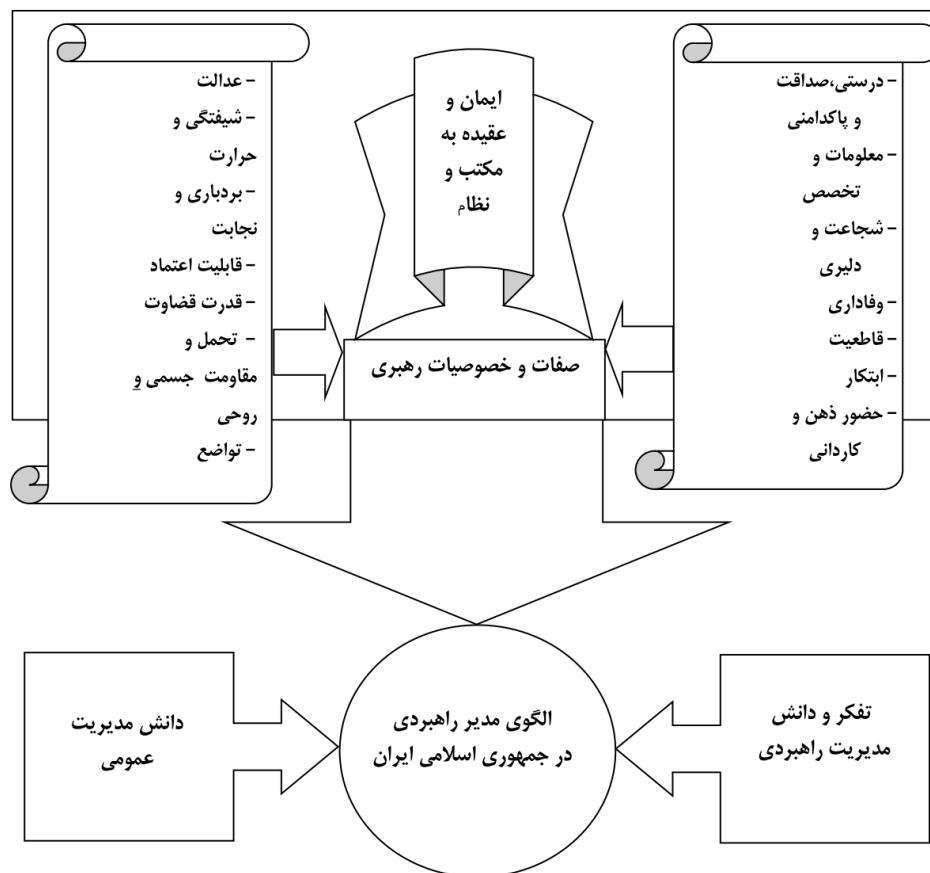 - درستی،صداقت
و پاکدامنی
- معلومات و
تخصص
- شجاعت و
دلیری
- وفاداری
- قاطعیت
- ابتکار
- حضور ذهن و
کاردانی
ایمان و
عقیده به
مکتب و
نظام
- عدالت
- شیفتگی و
حرارت
- بردباری و
نجابت
- قابلیت اعتماد
- قدرت قضاوت
- تحمل و
مقاومت جسمی و
روحی
- تواضع
صفات و خصوصیات رهبری
تفکر و دانش
مدیریت راهبردی
الگوی مدیر راهبردی
در جمهوری اسلامی ایران
دانش مدیریت
عمومی